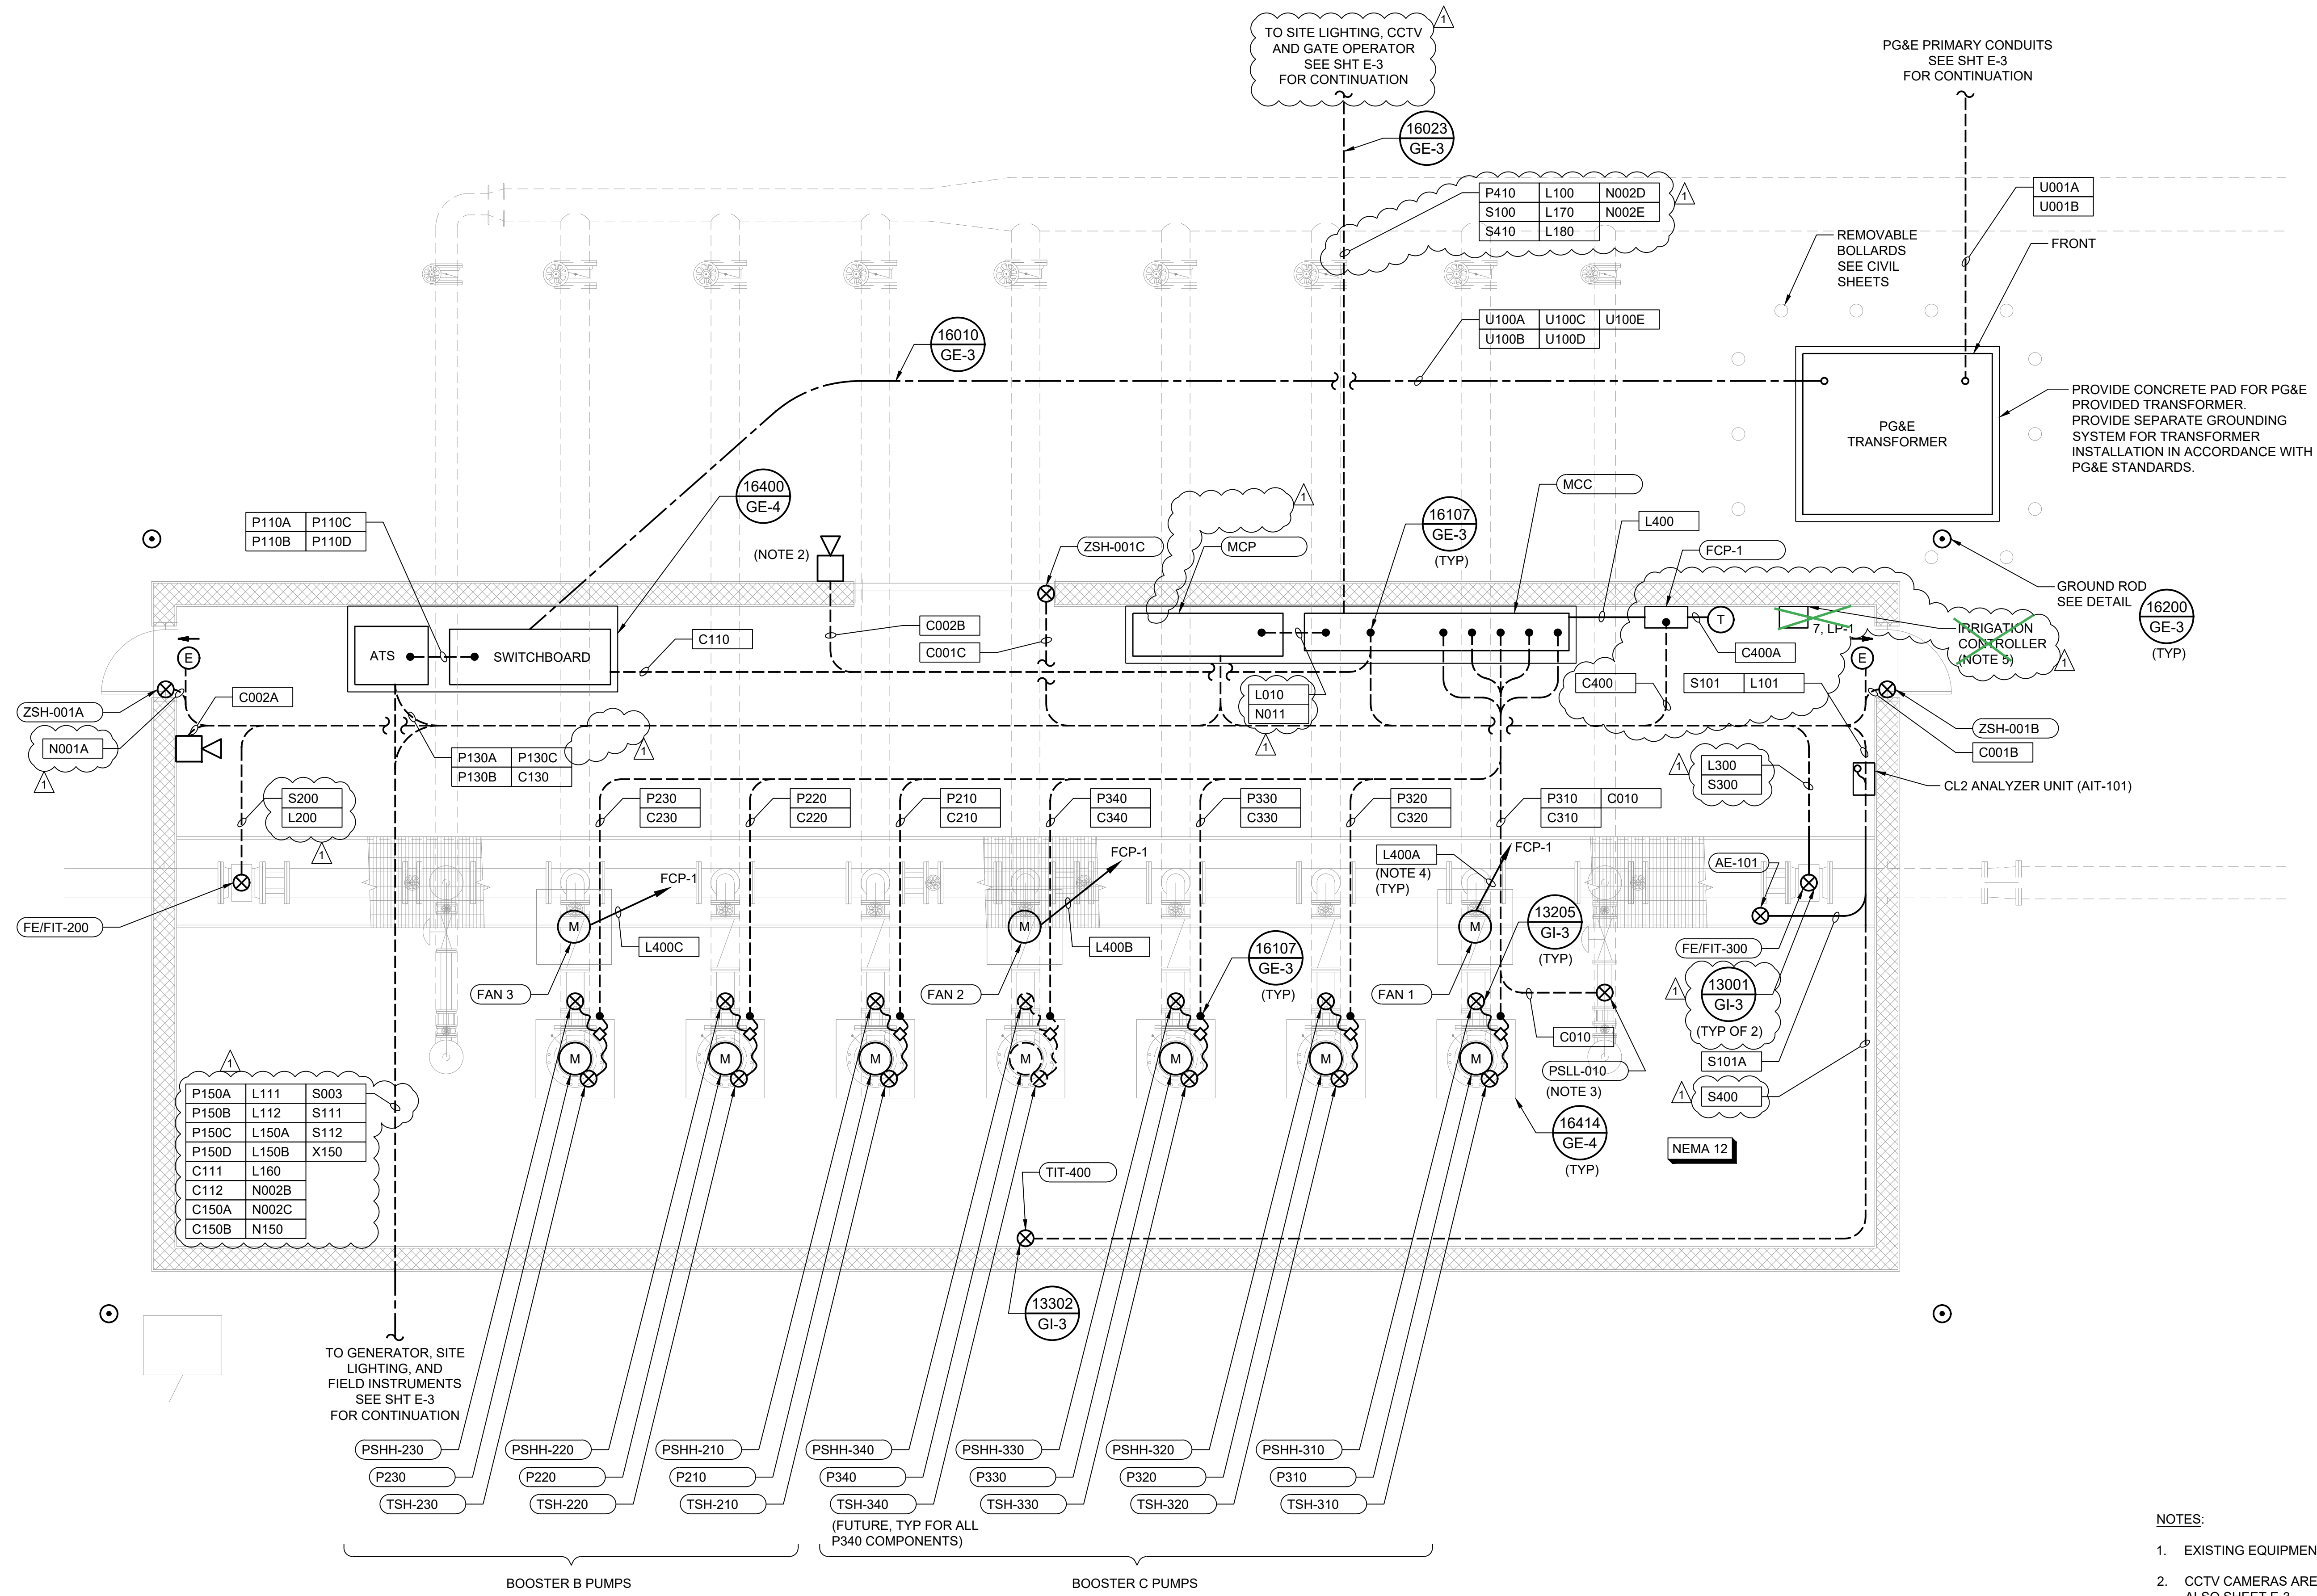 TO SITE LIGHTING, CCTV
AND GATE OPERATOR
SEE SHT E-3
FOR CONTINUATION
1
PG&E PRIMARY CONDUITS
SEE SHT E-3
FOR CONTINUATION
16023
GE-3
P410 L100 N002D
S100 L170 N002E
S410 L180
1
U001A
U001B
REMOVABLE
BOLLARDS
SEE CIVIL
SHEETS
FRONT
16010
GE-3
U100A U100C U100E
U100B U100D
PG&E
TRANSFORMER
PROVIDE CONCRETE PAD FOR PG&E
PROVIDED TRANSFORMER.
PROVIDE SEPARATE GROUNDING
SYSTEM FOR TRANSFORMER
INSTALLATION IN ACCORDANCE WITH
PG&E STANDARDS.
16400
GE-4
P110A P110C
P110B P110D
(NOTE 2)
ZSH-001C
1
MCP
16107
GE-3
(TYP)
MCC
L400
FCP-1
GROUND ROD
SEE DETAIL
16200
GE-3
(TYP)
ATS
SWITCHBOARD
C110
C002B
C001C
T
7, LP-1
IRRIGATION
CONTROLLER
(NOTE 5)
1
E
C400A
E
C002A
ZSH-001A
N001A
1
L010
N011
1
C400
S101 L101
ZSH-001B
C001B
P130A P130C
P130B C130
1
1
L300
S300
CL2 ANALYZER UNIT (AIT-101)
S200
L200
1
P230
C230
P220
C220
P210
C210
P340
C340
P330
C330
P320
C320
P310 C010
C310
FCP-1
FCP-1
L400A
(NOTE 4)
(TYP)
FCP-1
AE-101
FE/FIT-200
M
L400C
M
L400B
M
13205
GI-3
(TYP)
16107
GE-3
(TYP)
FE/FIT-300
FAN 3
FAN 2
FAN 1
1
13001
GI-3
(TYP OF 2)
C010
S101A
M
M
M
M
M
M
M
PSLL-010
(NOTE 3)
1
S400
16414
GE-4
(TYP)
NEMA 12
1
P150A L111 S003
P150B L112 S111
P150C L150A S112
P150D L150B X150
C111 L160
C112 N002B
C150A N002C
C150B N150
TIT-400
13302
GI-3
TO GENERATOR, SITE
LIGHTING, AND
FIELD INSTRUMENTS
SEE SHT E-3
FOR CONTINUATION
PSHH-230 PSHH-220 PSHH-210 PSHH-340 PSHH-330 PSHH-320 PSHH-310
P230 P220 P210 P340 P330 P320 P310
TSH-230 TSH-220 TSH-210 TSH-340 TSH-330 TSH-320 TSH-310
(FUTURE, TYP FOR ALL
P340 COMPONENTS)
BOOSTER B PUMPS
BOOSTER C PUMPS
NOTES:
1. EXISTING EQUIPMEN
2. CCTV CAMERAS ARE